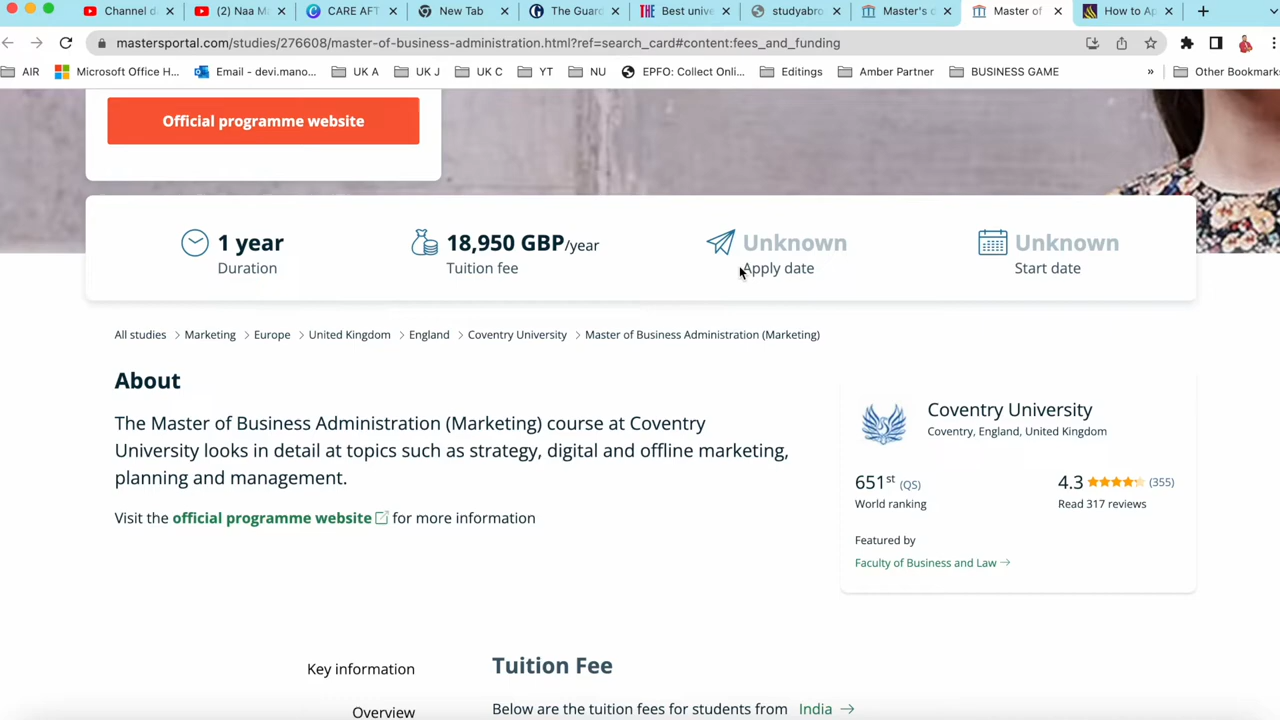 Channel d
(2) Naa M
CARE AFT
New Tab
The Guar
THE Best unive
studyabro
Master's c
Master of
How to Ap
mastersportal.com/studies/276608/master-of-business-administration.html?ref=search_card#content:fees_and_funding
AIR
Microsoft Office H...
Email - devi.mano...
UK A
UK J
UK C
YT
NU
EPFO: Collect Onli...
Editings
Amber Partner
BUSINESS GAME
»
Other Bookmark
Official programme website
1 year
Duration
18,950 GBP/year
Tuition fee
Unknown
Apply date
Unknown
Start date
All studies > Marketing > Europe > United Kingdom > England > Coventry University > Master of Business Administration (Marketing)
About
The Master of Business Administration (Marketing) course at Coventry
University looks in detail at topics such as strategy, digital and offline marketing,
planning and management.
Visit the official programme website for more information
Coventry University
Coventry, England, United Kingdom
651st (QS)
World ranking
4.3 (355)
Read 317 reviews
Featured by
Faculty of Business and Law →
Key information
Overview
Tuition Fee
Below are the tuition fees for students from India →